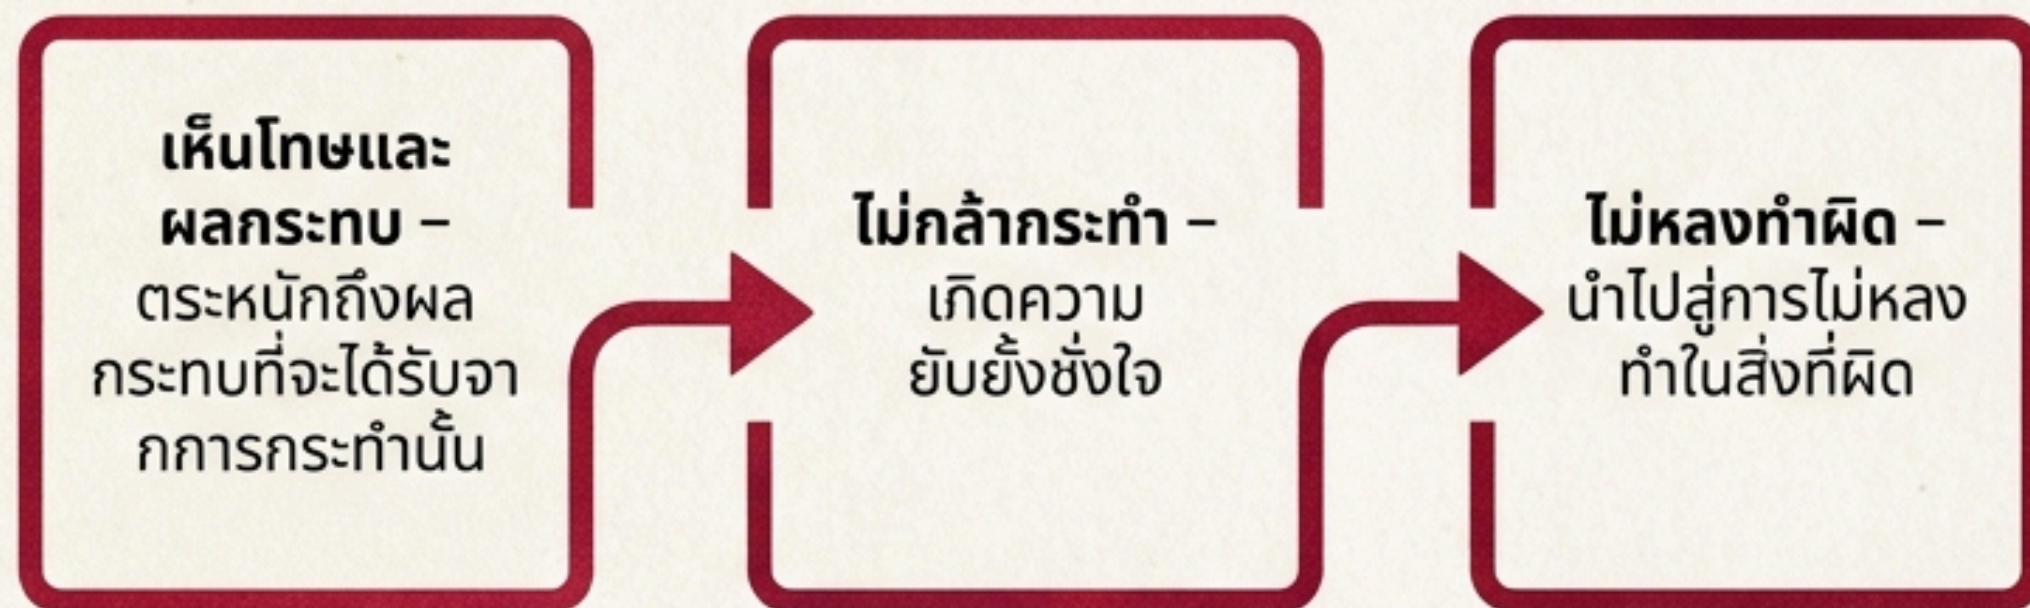 เห็นโทษและ
ผลกระทบ –
ตระหนักถึงผล
กระทบที่จะได้รับจา
กการกระทำนั้น
ไม่กล้ากระทำ –
เกิดความ
ยับยั้งชั่งใจ
ไม่หลงทำผิด –
นำไปสู่การไม่หลง
ทำในสิ่งที่ผิด